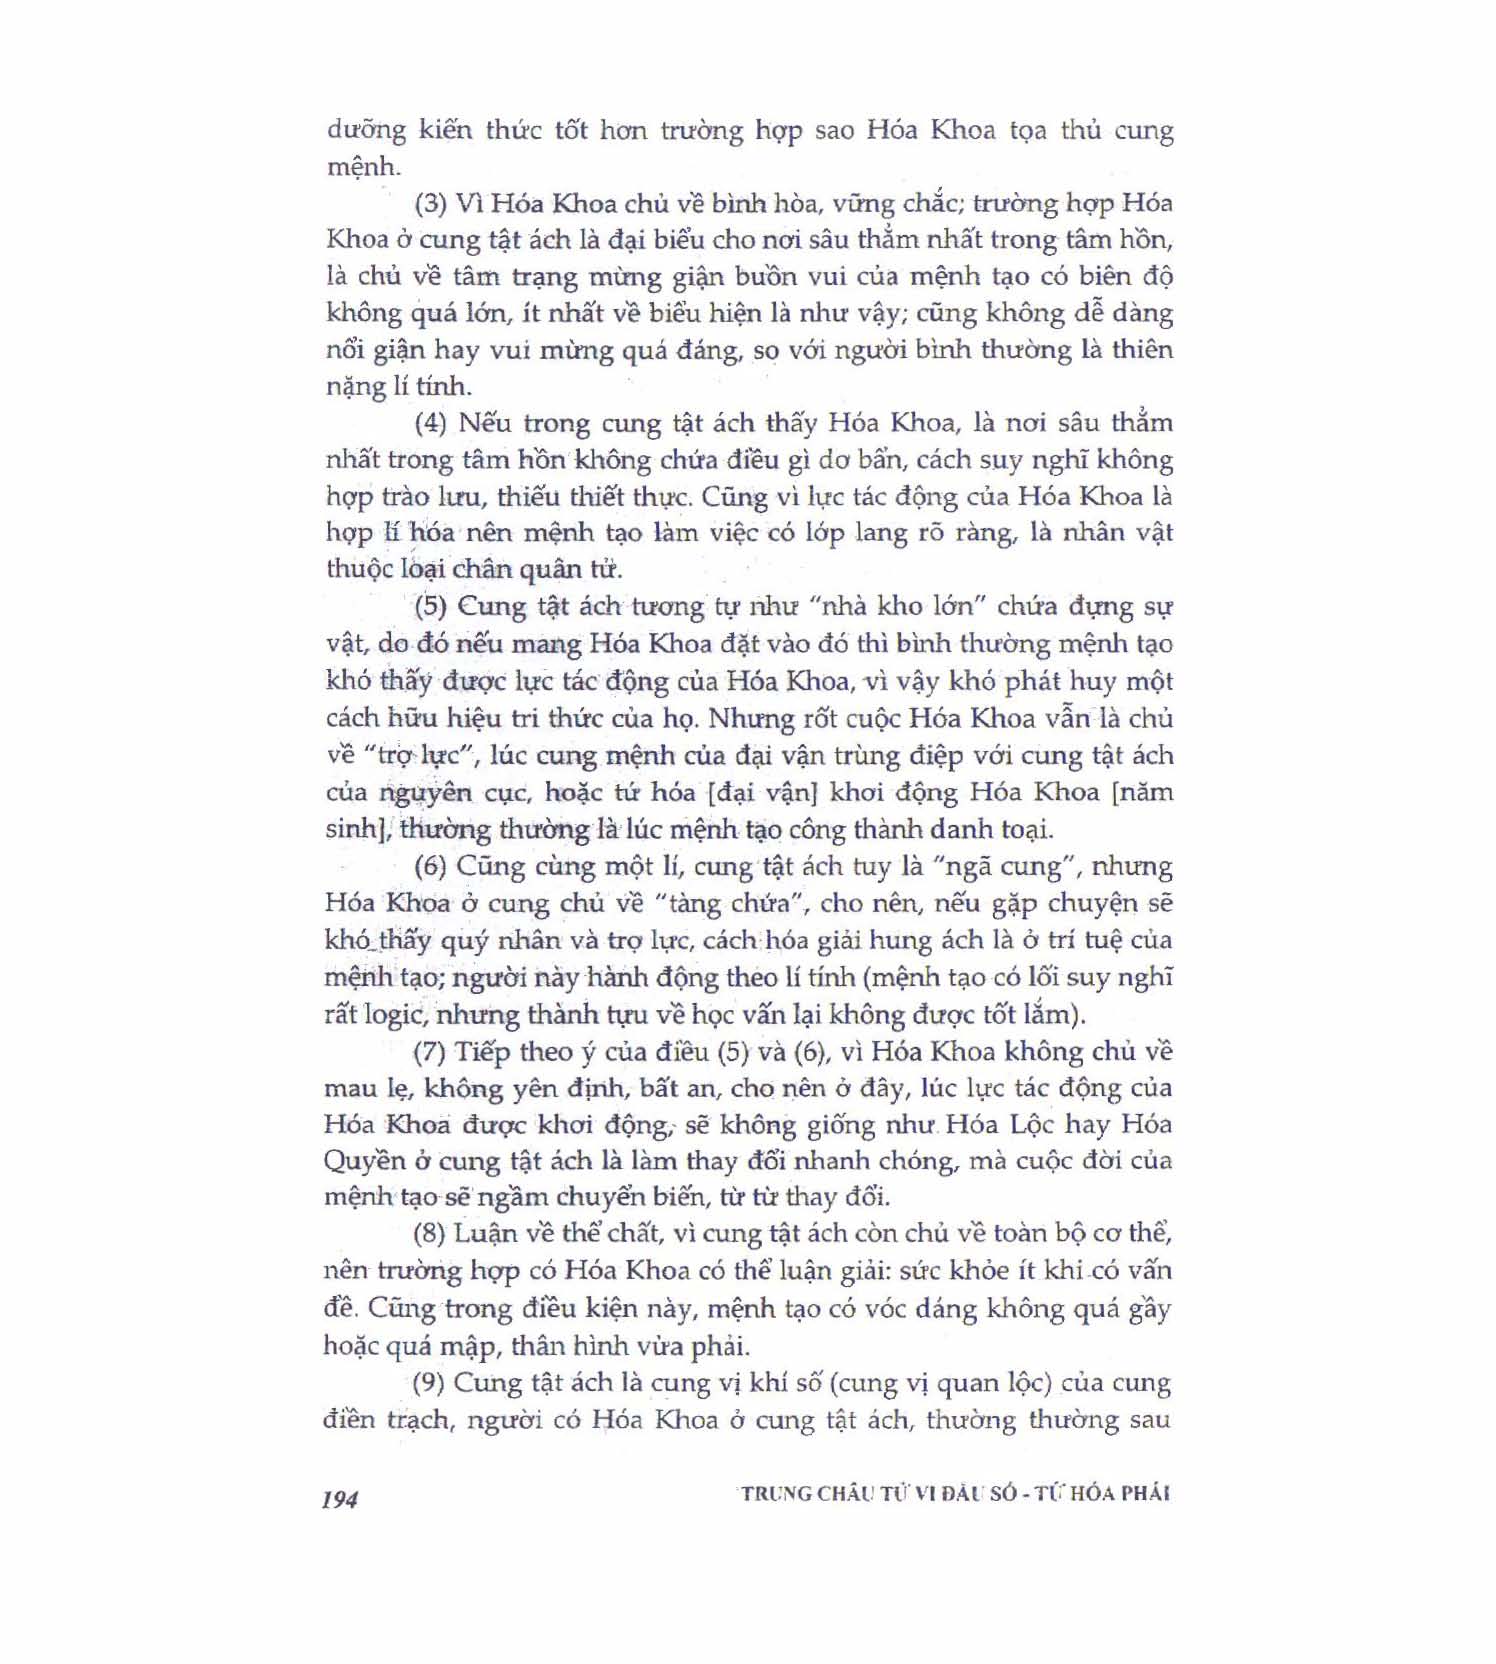 dưỡng kiến thức tốt hơn trường hợp sao Hóa Khoa tọa thủ cung
mệnh.
(3) Vì Hóa Khoa chủ về bình hòa, vững chắc; trường hợp Hóa
Khoa ở cung tật ách là đại biểu cho nơi sâu thẳm nhất trong tâm hồn,
là chủ về tâm trạng mừng giận buồn vui của mệnh tạo có biên độ
không quá lớn, ít nhất về biểu hiện là như vậy; cũng không dễ dàng
nổi giận hay vui mừng quá đáng, so với người bình thường là thiên
nặng lí tính.
(4) Nếu trong cung tật ách thấy Hóa Khoa, là nơi sâu thẳm
nhất trong tâm hồn không chứa điều gì dơ bẩn, cách suy nghĩ không
hợp trào lưu, thiếu thiết thực. Cũng vì lực tác động của Hóa Khoa là
hợp lí hóa nên mệnh tạo làm việc có lớp lang rõ ràng, là nhân vật
thuộc loại chân quân tử.
(5) Cung tật ách tương tự như "nhà kho lớn" chứa đựng sự
vật, do đó nếu mang Hóa Khoa đặt vào đó thì bình thường mệnh tạo
khó thấy được lực tác động của Hóa Khoa, vì vậy khó phát huy một
cách hữu hiệu tri thức của họ. Nhưng rốt cuộc Hóa Khoa vẫn là chủ
về "trợ lực", lúc cung mệnh của đại vận trùng điệp với cung tật ách
của nguyên cục, hoặc tứ hóa [đại vận] khơi động Hóa Khoa [năm
sinh], thường thường là lúc mệnh tạo công thành danh toại.
(6) Cũng cùng một lí, cung tật ách tuy là "ngã cung", nhưng
Hóa Khoa ở cung chủ về "tàng chứa", cho nên, nếu gặp chuyện sẽ
khó thấy quý nhân và trợ lực, cách hóa giải hung ách là ở trí tuệ của
mệnh tạo; người này hành động theo lí tính (mệnh tạo có lối suy nghĩ
rất logic, nhưng thành tựu về học vấn lại không được tốt lắm).
(7) Tiếp theo ý của điều (5) và (6), vì Hóa Khoa không chủ về
mau lẹ, không yên định, bất an, cho nên ở đây, lúc lực tác động của
Hóa Khoa được khơi động, sẽ không giống như Hóa Lộc hay Hóa
Quyền ở cung tật ách là làm thay đổi nhanh chóng, mà cuộc đời của
mệnh tạo sẽ ngầm chuyển biến, từ từ thay đổi.
(8) Luận về thể chất, vì cung tật ách còn chủ về toàn bộ cơ thể,
nên trường hợp có Hóa Khoa có thể luận giải: sức khỏe ít khi có vấn
đề. Cũng trong điều kiện này, mệnh tạo có vóc dáng không quá gầy
hoặc quá mập, thân hình vừa phải.
(9) Cung tật ách là cung vị khí số (cung vị quan lộc) của cung
điền trạch, người có Hóa Khoa ở cung tật ách, thường thường sau
194
TRUNG CHÂU TỬ VI ĐẨU SỐ - TỨ HÓA PHÁI